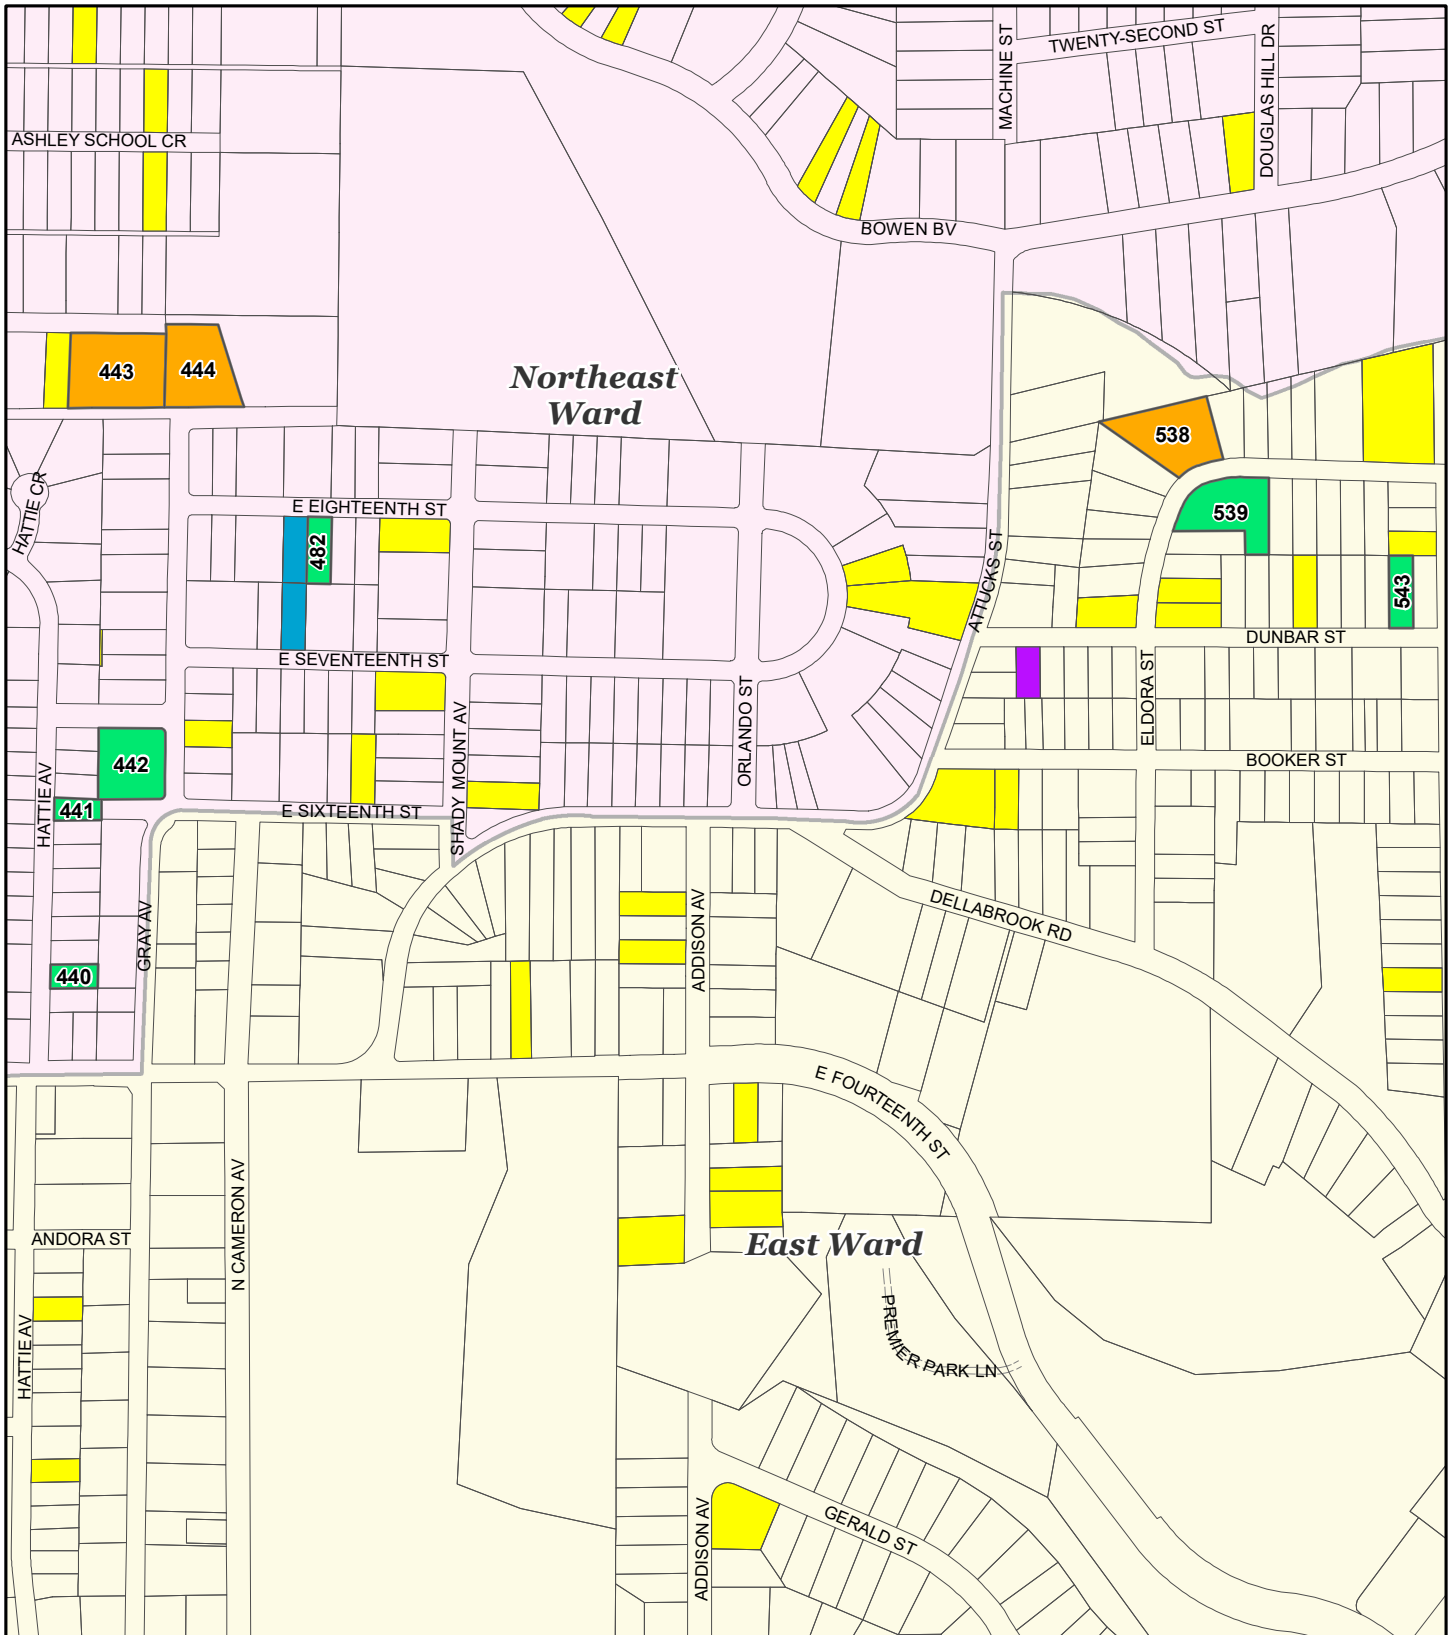 MACHINE ST
TWENTY-SECOND ST
DOUGLAS HILL DR
ASHLEY SCHOOL CR
BOWEN BV
443
444
Northeast
Ward
538
HATTIE CR
E EIGHTEENTH ST
482
539
ATTUCKS ST
543
DUNBAR ST
E SEVENTEENTH ST
ELDORA ST
ORLANDO ST
SHADY MOUNT AV
442
BOOKER ST
HATTIE AV
441
E SIXTEENTH ST
GRAY AV
ADDISON AV
DELLABROOK RD
440
E FOURTEENTH ST
N CAMERON AV
ANDORA ST
East Ward
PREMIER PARK LN
HATTIE AV
ADDISON AV
GERALD ST